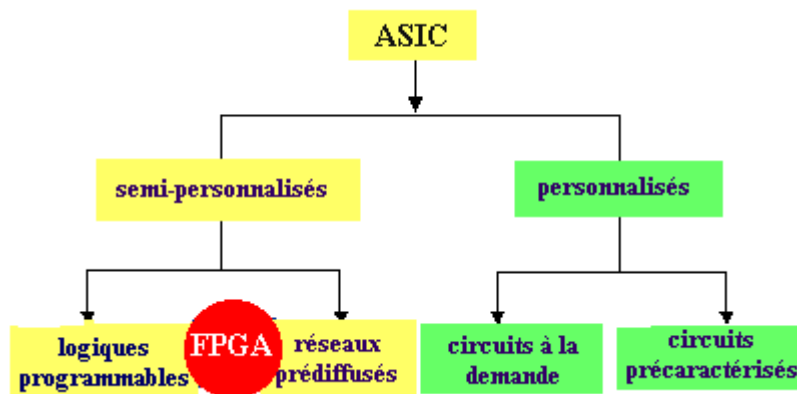 ASIC
semi-personnalisés
personnalisés
logiques
programmables
FPGA
réseaux
prédiffusés
circuits à la
demande
circuits
précaractérisés